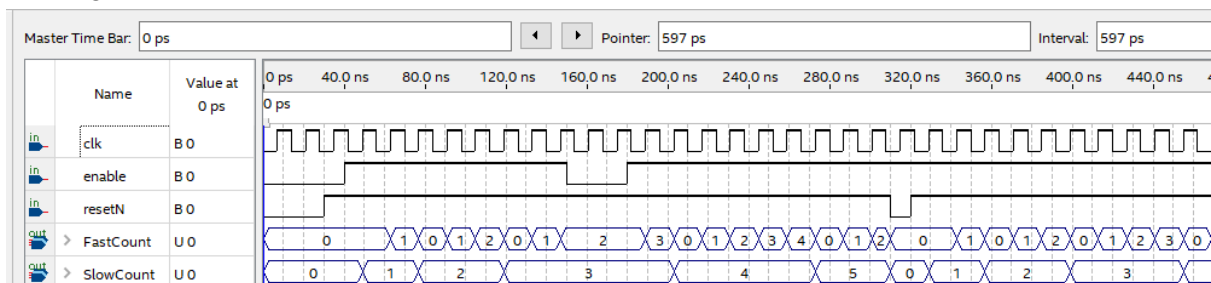 Master Time Bar: 0 ps Pointer: 597 ps Interval: 597 ps
Name Value at 0 ps
0 ps 40.0 ns 80.0 ns 120.0 ns 160.0 ns 200.0 ns 240.0 ns 280.0 ns 320.0 ns 360.0 ns 400.0 ns 440.0 ns
0 ps
in clk B 0
in enable B 0
in resetN B 0
out > FastCount U 0 0 1 0 1 2 0 1 2 3 0 1 2 3 4 0 1 2 0 1 0 1 2 0 1 2 3 0
out > SlowCount U 0 0 1 2 3 4 5 0 1 2 3